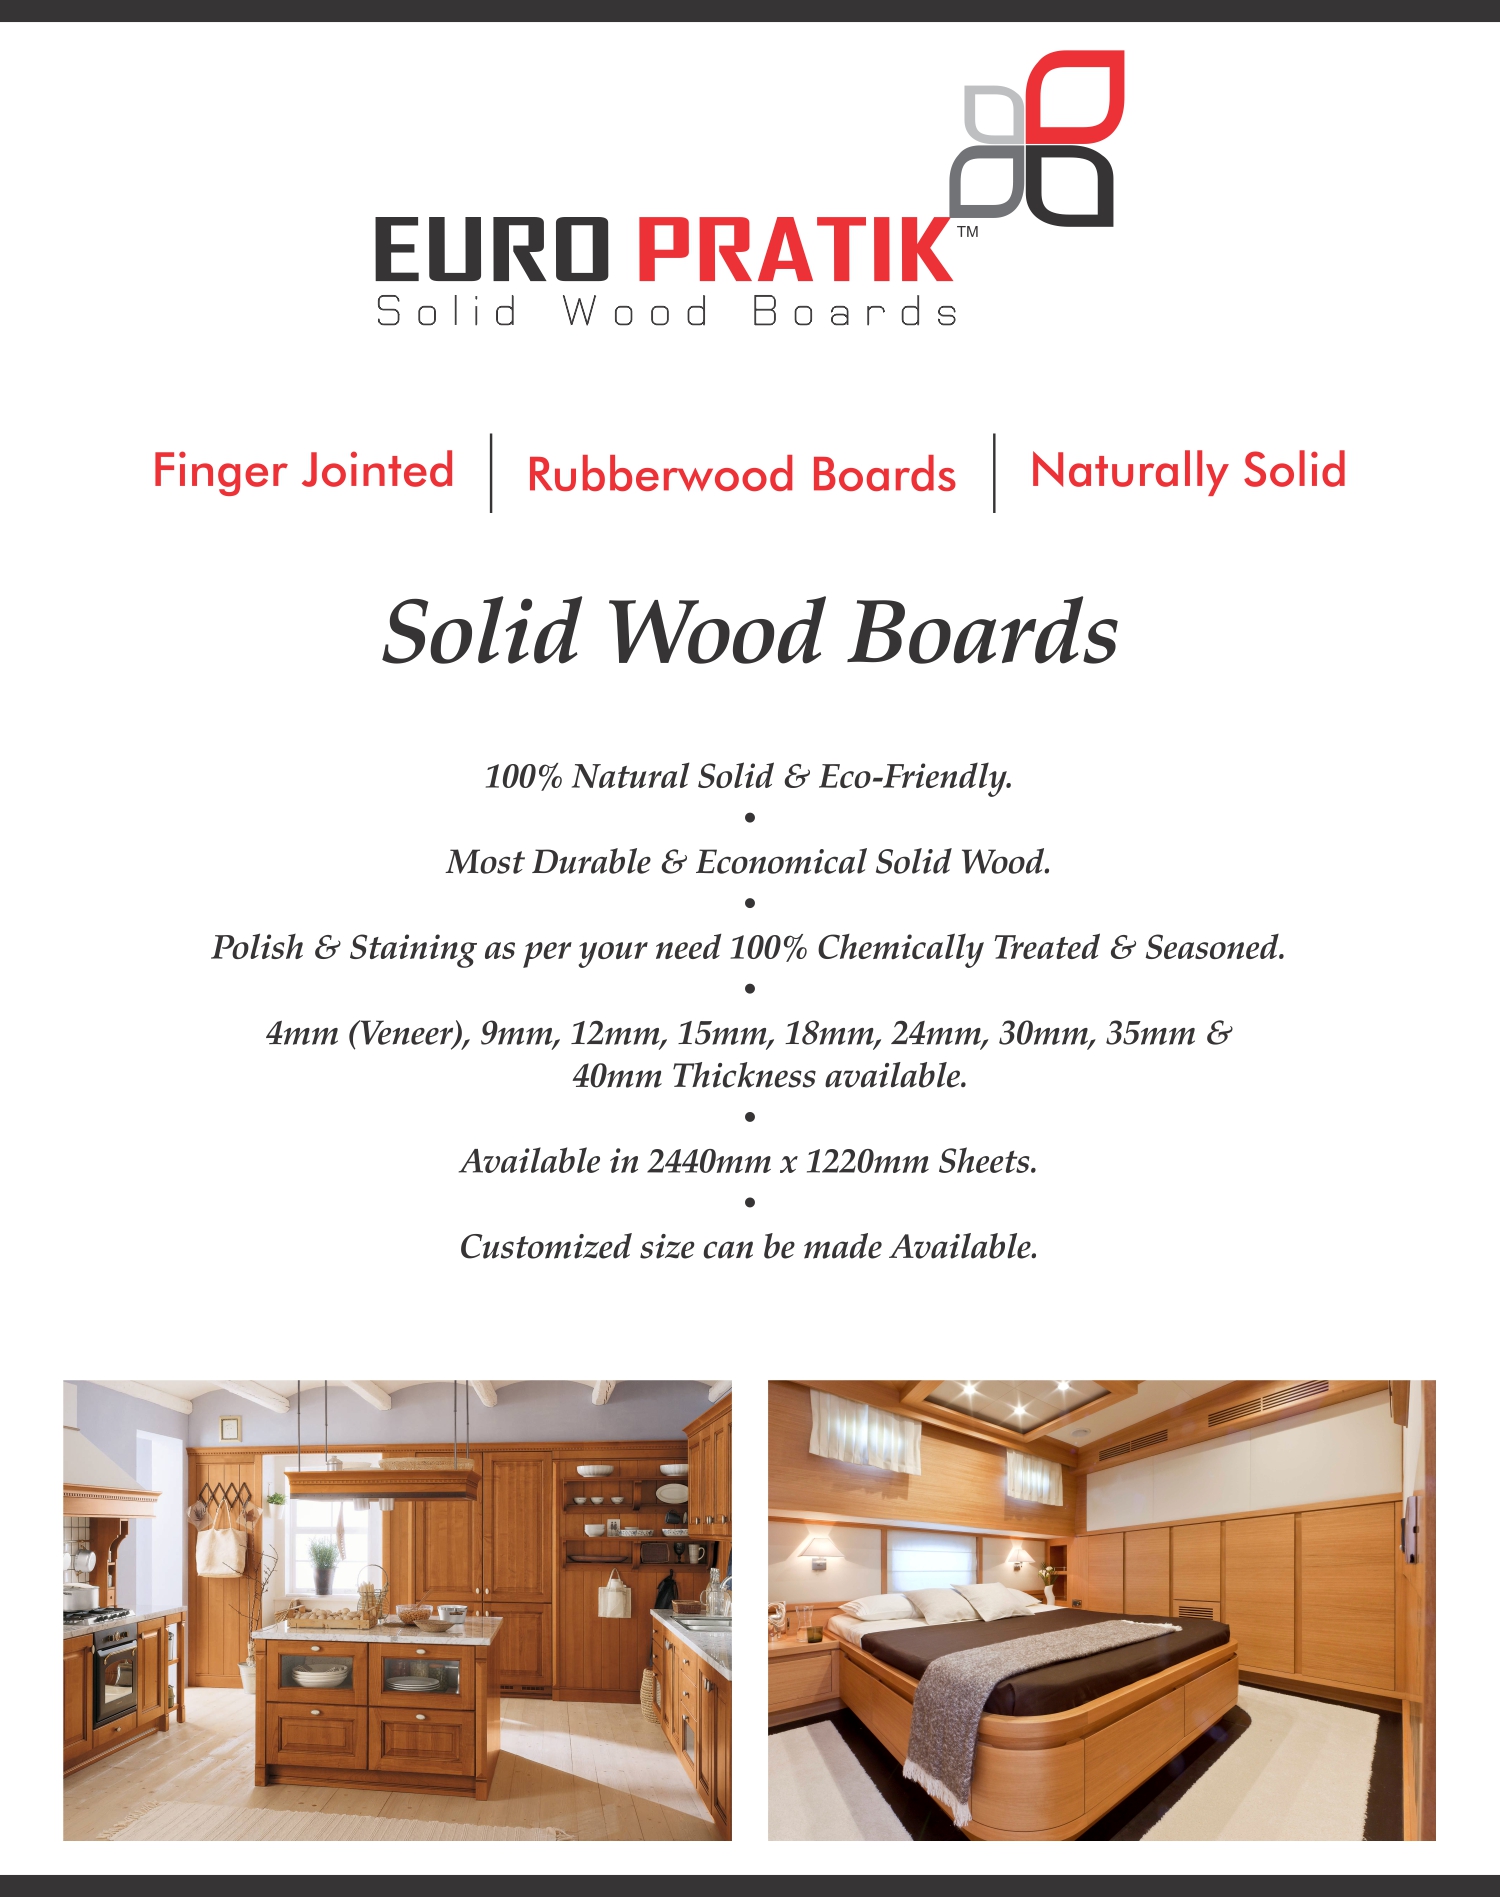 EURO PRATIK TM
Solid Wood Boards
Finger Jointed
Rubberwood Boards
Naturally Solid
Solid Wood Boards
100% Natural Solid & Eco-Friendly.
•
Most Durable & Economical Solid Wood.
•
Polish & Staining as per your need 100% Chemically Treated & Seasoned.
•
4mm (Veneer), 9mm, 12mm, 15mm, 18mm, 24mm, 30mm, 35mm &
40mm Thickness available.
•
Available in 2440mm x 1220mm Sheets.
•
Customized size can be made Available.